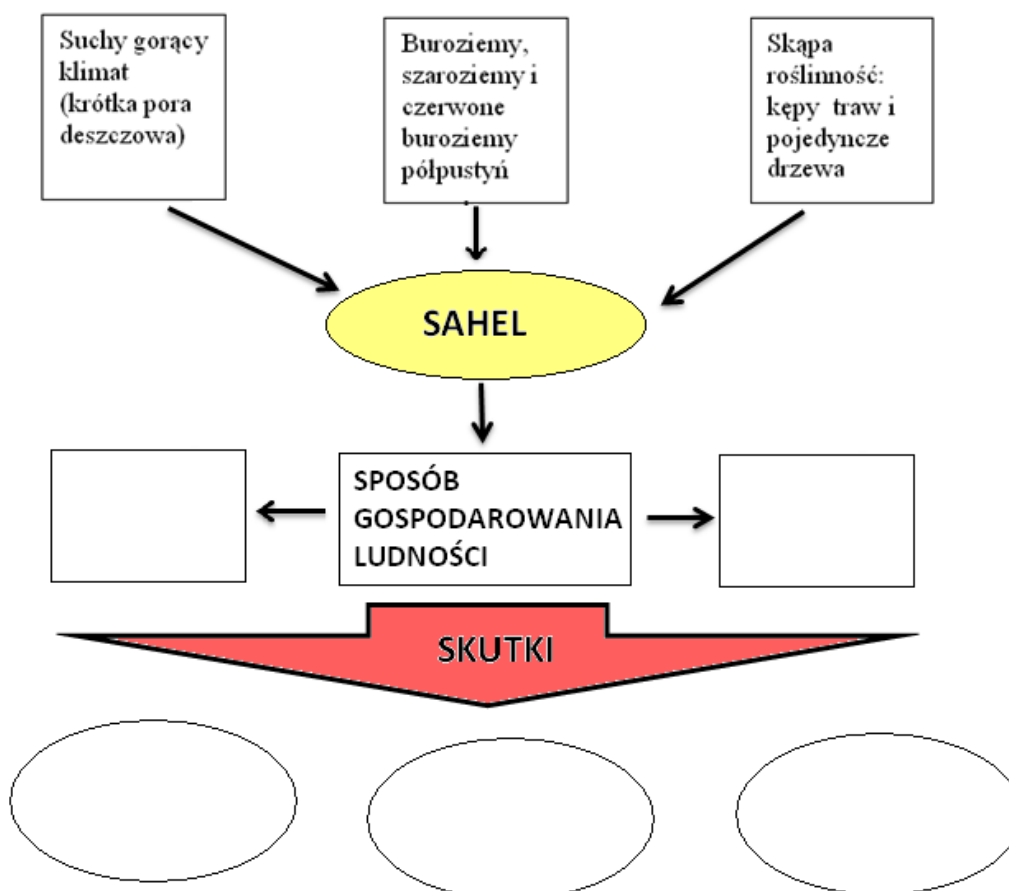 Suchy gorący
klimat
(krótka pora
deszczowa)
Buroziemy,
szaroziemy i
czerwone
buroziemy
półpustyń
Skąpa
roślinność:
kępy traw i
pojedyncze
drzewa
SAHEL
SPOSÓB
GOSPODAROWANIA
LUDNOŚCI
SKUTKI